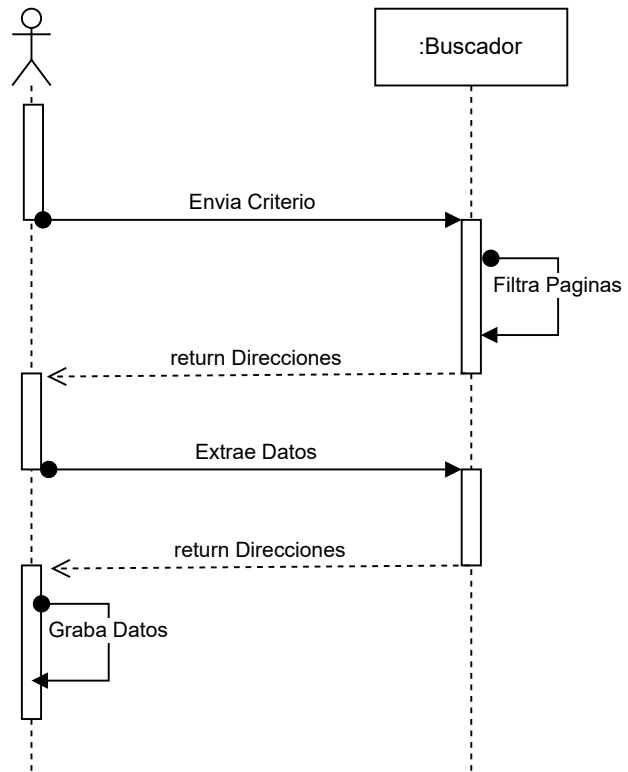 :Buscador
Envia Criterio
Filtra Paginas
return Direcciones
Extrae Datos
return Direcciones
Graba Datos